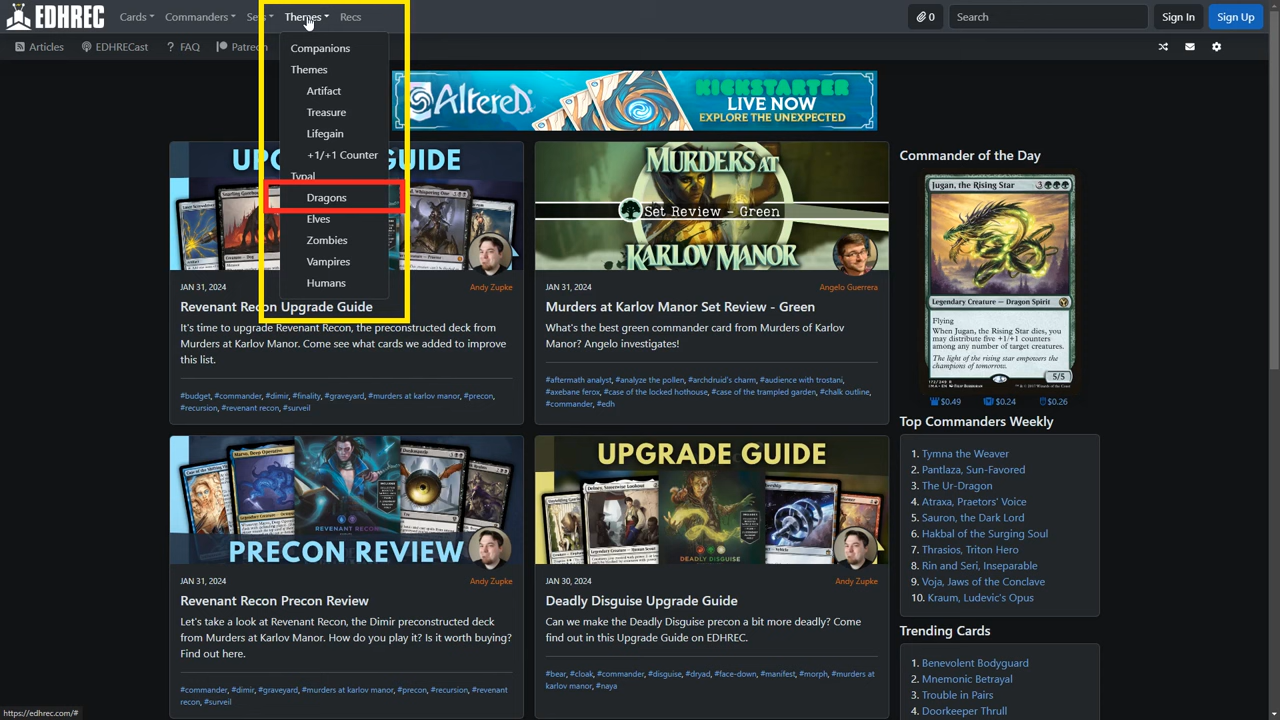 EDHREC
Cards
Commanders
Sets
Themes
Recs
0
Search
Sign In
Sign Up
Articles
EDHRECast
FAQ
Patreon
Companions
Themes
Artifact
Treasure
Lifegain
+1/+1 Counter
Typal
Dragons
Elves
Zombies
Vampires
Humans
ALTERED
KICKSTARTER
LIVE NOW
EXPLORE THE UNEXPECTED
GUIDE
Andy Zupke
JAN 31, 2024
Revenant Recon Upgrade Guide
It's time to upgrade Revenant Recon, the preconstructed deck from
Murders at Karlov Manor. Come see what cards we added to improve
this list.
#budget, #commander, #dimir, #finality, #graveyard, #murders at karlov manor, #precon,
#recursion, #revenant recon, #surveil
MURDERS AT
Set Review - Green
KARLOV MANOR
Angelo Guerrera
JAN 31, 2024
Murders at Karlov Manor Set Review - Green
What's the best green commander card from Murders of Karlov
Manor? Angelo investigates!
#aftermath analyst, #analyze the pollen, #archdruid's charm, #audience with trostani,
#axebane ferox, #case of the locked hothouse, #case of the trampled garden, #chalk outline,
#commander, #edh
REVENANT RECON
PRECON REVIEW
Andy Zupke
JAN 31, 2024
Revenant Recon Precon Review
Let's take a look at Revenant Recon, the Dimir preconstructed deck
from Murders at Karlov Manor. How do you play it? Is it worth buying?
Find out here.
#commander, #dimir, #graveyard, #murders at karlov manor, #precon, #recursion, #revenant
recon, #surveil
UPGRADE GUIDE
DEADLY DISGUISE
Andy Zupke
JAN 30, 2024
Deadly Disguise Upgrade Guide
Can we make the Deadly Disguise precon a bit more deadly? Come
find out in this Upgrade Guide on EDHREC.
#bear, #cloak, #commander, #disguise, #dryad, #face-down, #manifest, #morph, #murders at
karlov manor, #naya
Commander of the Day
Jugan, the Rising Star
3
Legendary Creature — Dragon Spirit
Flying
When Jugan, the Rising Star dies, you
may distribute five +1/+1 counters
among any number of target creatures.
The light of the rising star empowers the
champions of tomorrow.
5/5
$0.49
$0.24
$0.26
Top Commanders Weekly
1. Tymna the Weaver
2. Pantlaza, Sun-Favored
3. The Ur-Dragon
4. Atraxa, Praetors' Voice
5. Sauron, the Dark Lord
6. Hakbal of the Surging Soul
7. Thrasios, Triton Hero
8. Rin and Seri, Inseparable
9. Voja, Jaws of the Conclave
10. Kraum, Ludevic's Opus
Trending Cards
1. Benevolent Bodyguard
2. Mnemonic Betrayal
3. Trouble in Pairs
4. Doorkeeper Thrull
https://edhrec.com/#